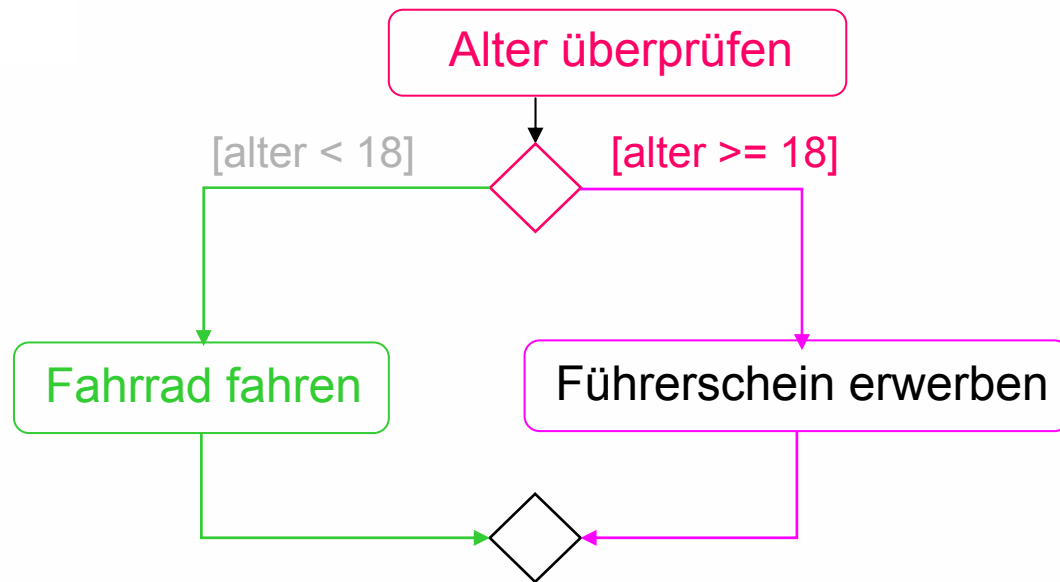 Alter überprüfen
[alter < 18]
[alter >= 18]
Fahrrad fahren
Führerschein erwerben